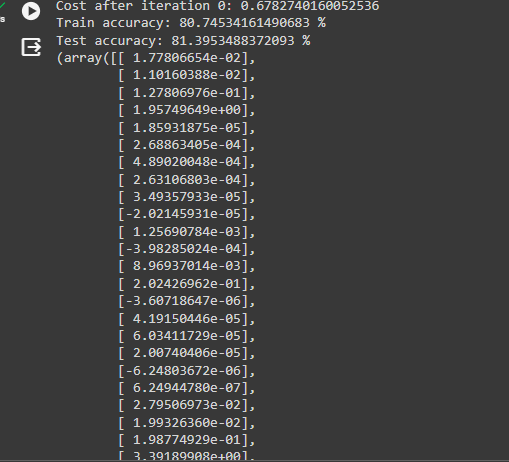 Cost after iteration 0: 0.6782740160052536
Train accuracy: 80.74534161490683 %
Test accuracy: 81.3953488372093 %
(array([[ 1.77806654e-02],
[ 1.10160388e-02],
[ 1.27806976e-01],
[ 1.95749649e+00],
[ 1.85931875e-05],
[ 2.68863405e-04],
[ 4.89020048e-04],
[ 2.63106803e-04],
[ 3.49357933e-05],
[-2.02145931e-05],
[ 1.25690784e-03],
[-3.98285024e-04],
[ 8.96937014e-03],
[ 2.02426962e-01],
[-3.60718647e-06],
[ 4.19150446e-05],
[ 6.03411729e-05],
[ 2.00740406e-05],
[-6.24803672e-06],
[ 6.24944780e-07],
[ 2.79506973e-02],
[ 1.99326360e-02],
[ 1.98774929e-01],
[ 3.39189908e+00],